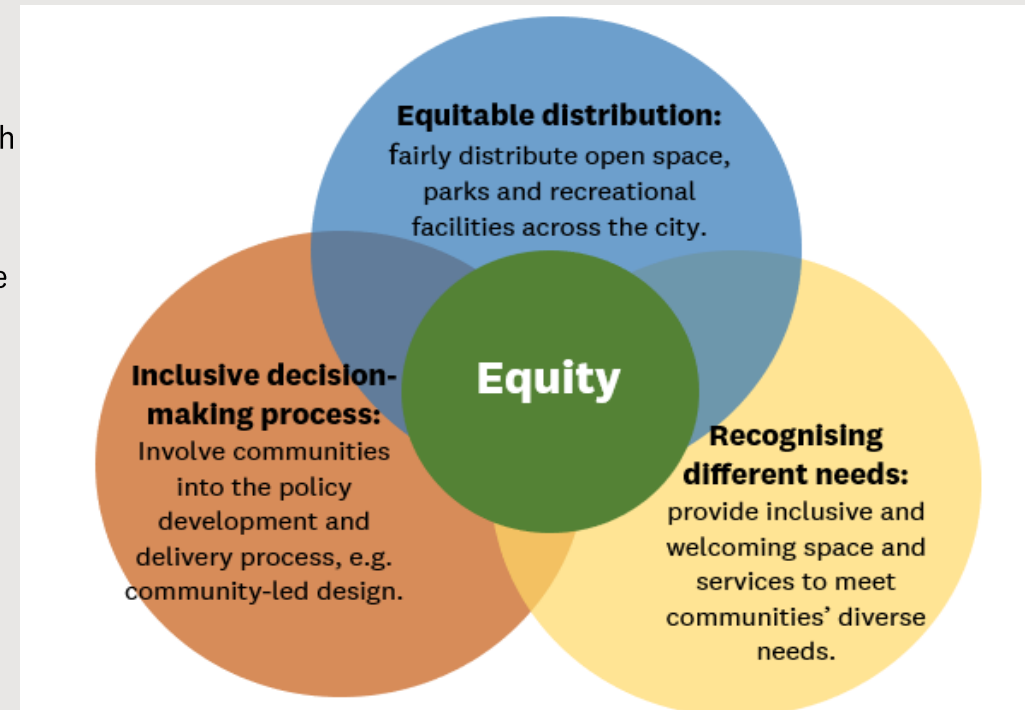 h
e
Equitable distribution:
fairly distribute open space,
parks and recreational
facilities across the city.
Equity
Inclusive decision-
making process:
Involve communities
into the policy
development and
delivery process, e.g.
community-led design.
Recognising
different needs:
provide inclusive and
welcoming space and
services to meet
communities’ diverse
needs.